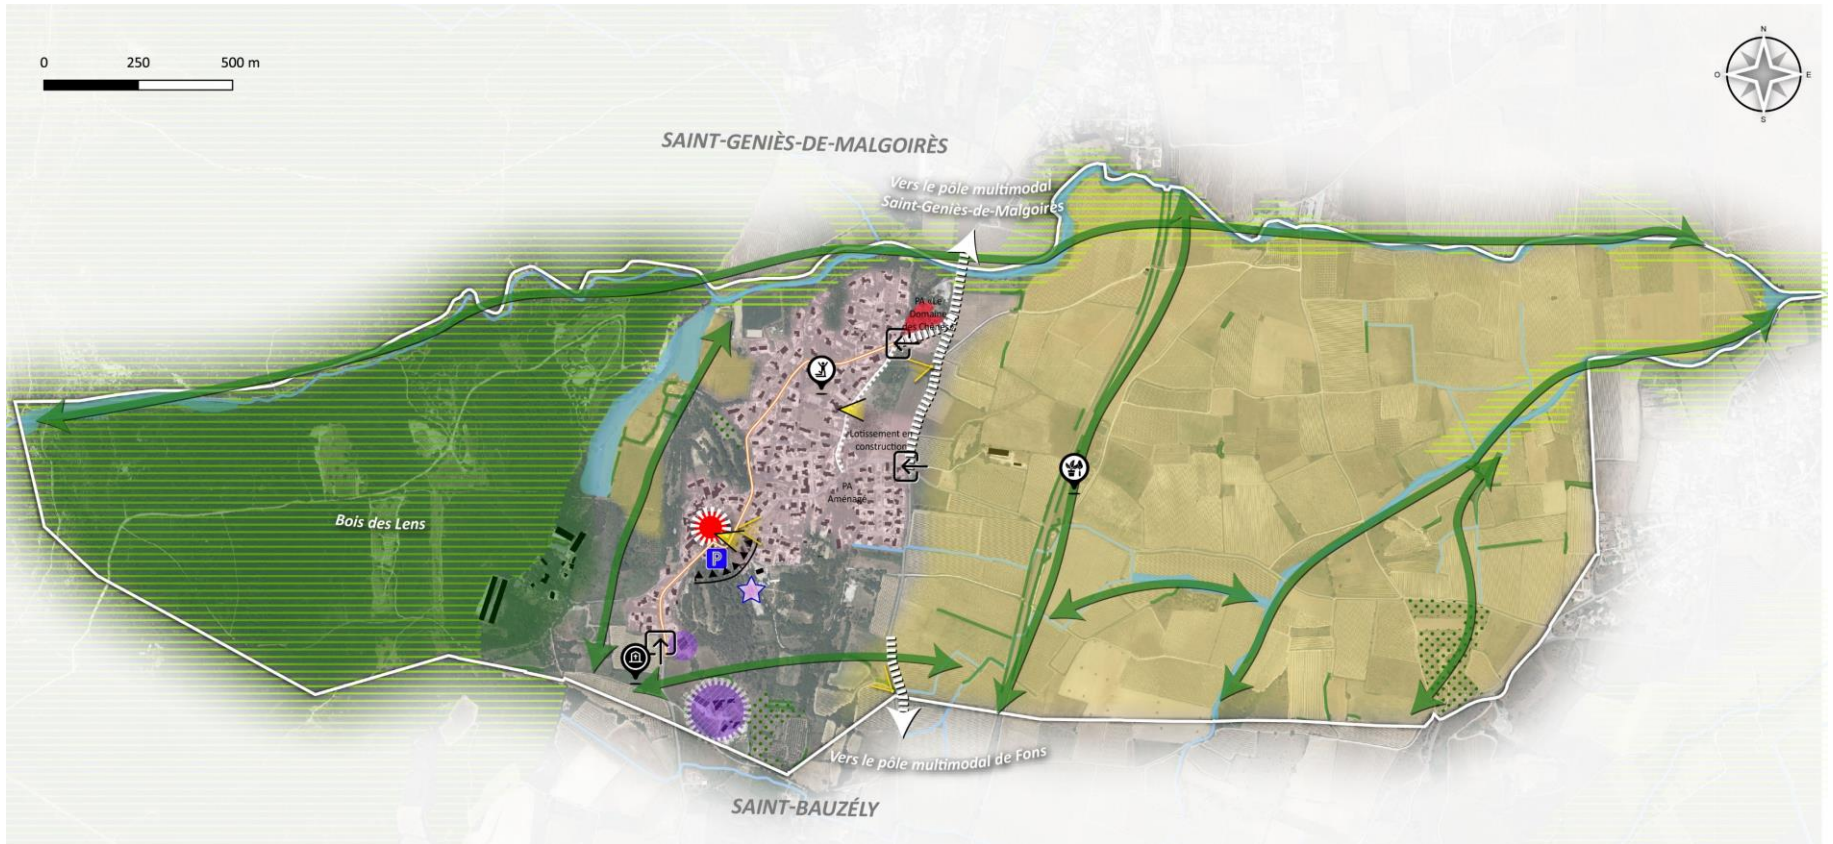 N
0 250 500 m
O E
S
SAINT-GENIÈS-DE-MALGOIRÈS
Vers le pôle multimodal
Saint-Geniès-de-Malgoirès
PA «Le
Domaine
des Chênes»
Lotissement en
construction
PA
Aménagé
Bois des Lens
P
Vers le pôle multimodal de Fons
SAINT-BAUZÉLY